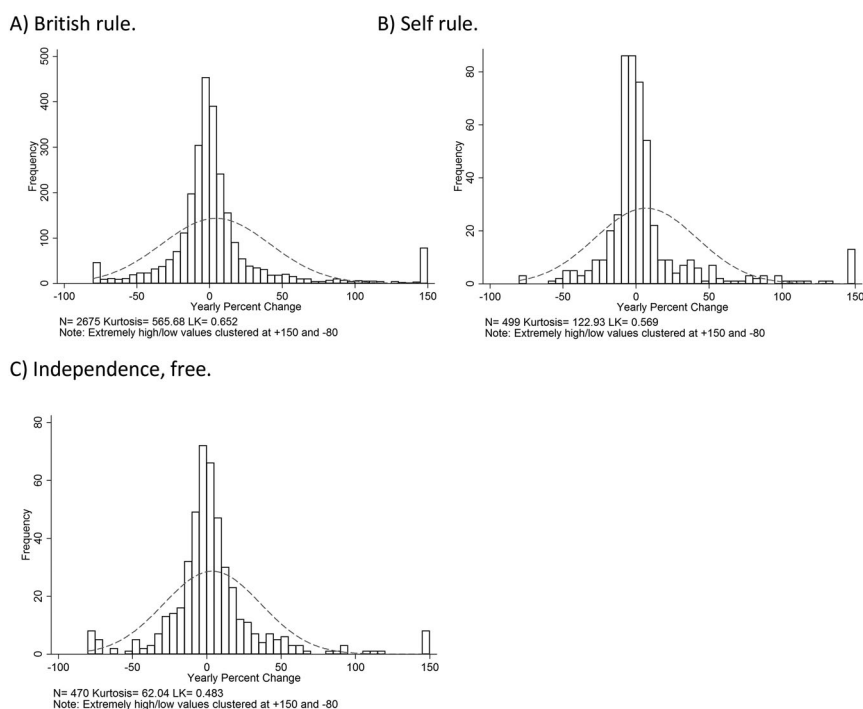 A) British rule.
B) Self rule.
500
400
300
200
100
0
Frequency
-100
-50
0
50
100
150
Yearly Percent Change
N= 2675 Kurtosis= 565.68 LK= 0.652
Note: Extremely high/low values clustered at +150 and -80
80
60
40
20
0
Frequency
-100
-50
0
50
100
150
Yearly Percent Change
N= 499 Kurtosis= 122.93 LK= 0.569
Note: Extremely high/low values clustered at +150 and -80
C) Independence, free.
80
60
40
20
0
Frequency
-100
-50
0
50
100
150
Yearly Percent Change
N= 470 Kurtosis= 62.04 LK= 0.483
Note: Extremely high/low values clustered at +150 and -80